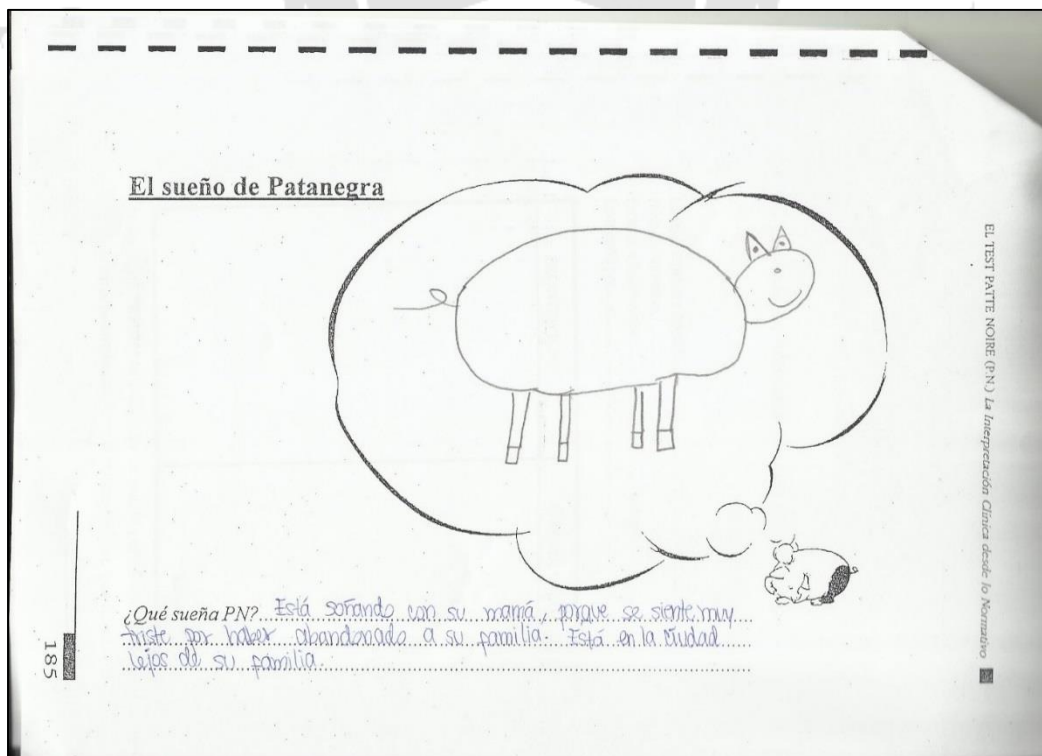 El sueño de Patanegra
¿Qué sueña PN? Está soñando con su mamá, porque se siente muy
triste por haber abandonado a su familia. Está en la ciudad
lejos de su familia.
EL TEST PATTE NOIRE (P.N.) La Interpretación Clínica desde lo Normativo
185